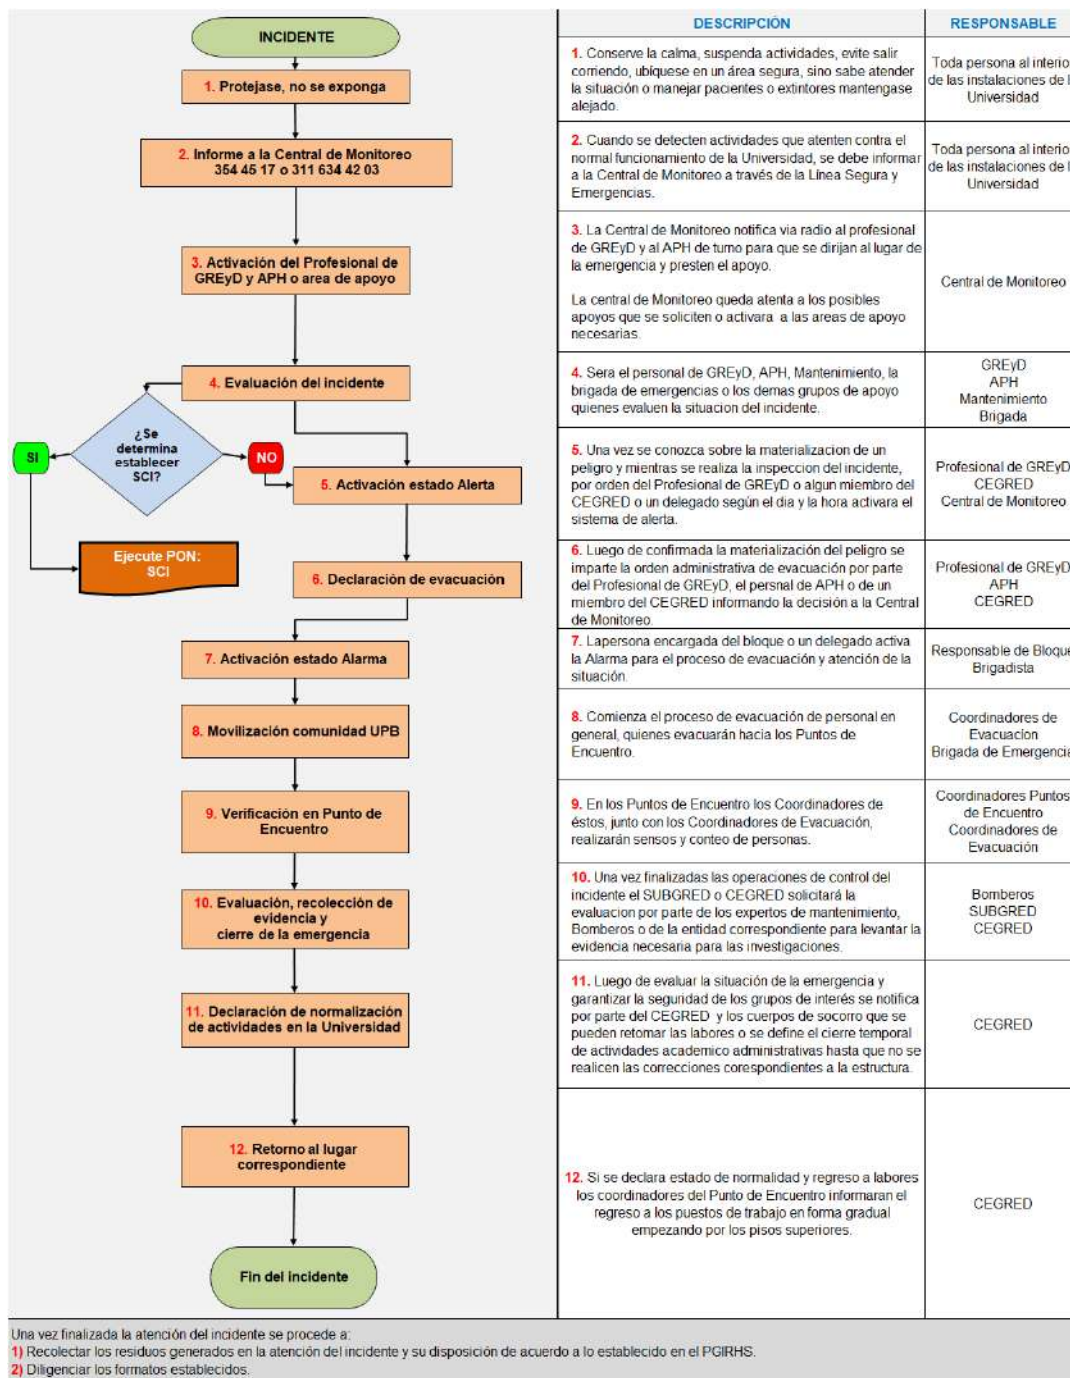 INCIDENTE
1. Protejase, no se exponga
2. Informe a la Central de Monitoreo
354 45 17 o 311 634 42 03
3. Activación del Profesional de
GREyD y APH o area de apoyo
4. Evaluación del incidente
¿Se
determina
establecer
SCI?
SI
NO
5. Activación estado Alerta
Ejecute PON:
SCI
6. Declaración de evacuación
7. Activación estado Alarma
8. Movilización comunidad UPB
9. Verificación en Punto de
Encuentro
10. Evaluación, recolección de
evidencia y
cierre de la emergencia
11. Declaración de normalización
de actividades en la Universidad
12. Retorno al lugar
correspondiente
Fin del incidente
DESCRIPCIÓN
RESPONSABLE
1. Conserve la calma, suspenda actividades, evite salir
corriendo, ubíquese en un área segura, sino sabe atender
la situación o manejar pacientes o extintores mantengase
alejado.
Toda persona al interio
de las instalaciones de l
Universidad
2. Cuando se detecten actividades que atenten contra el
normal funcionamiento de la Universidad, se debe informar
a la Central de Monitoreo a través de la Línea Segura y
Emergencias.
Toda persona al interio
de las instalaciones de l
Universidad
3. La Central de Monitoreo notifica via radio al profesional
de GREyD y al APH de turno para que se dirijan al lugar de
la emergencia y presten el apoyo.
La central de Monitoreo queda atenta a los posibles
apoyos que se soliciten o activara a las areas de apoyo
necesarias.
Central de Monitoreo
4. Sera el personal de GREyD, APH, Mantenimiento, la
brigada de emergencias o los demas grupos de apoyo
quienes evaluen la situacion del incidente.
GREyD
APH
Mantenimiento
Brigada
5. Una vez se conozca sobre la materializacion de un
peligro y mientras se realiza la inspeccion del incidente,
por orden del Profesional de GREyD o algun miembro del
CEGRED o un delegado según el dia y la hora activara el
sistema de alerta.
Profesional de GREyD
CEGRED
Central de Monitoreo
6. Luego de confirmada la materialización del peligro se
imparte la orden administrativa de evacuación por parte
del Profesional de GREyD, el persnal de APH o de un
miembro del CEGRED informando la decisión a la Central
de Monitoreo.
Profesional de GREyD
APH
CEGRED
7. Lapersona encargada del bloque o un delegado activa
la Alarma para el proceso de evacuación y atención de la
situación.
Responsable de Bloque
Brigadista
8. Comienza el proceso de evacuación de personal en
general, quienes evacuarán hacia los Puntos de
Encuentro.
Coordinadores de
Evacuacion
Brigada de Emergencia
9. En los Puntos de Encuentro los Coordinadores de
éstos, junto con los Coordinadores de Evacuación,
realizarán sensos y conteo de personas.
Coordinadores Puntos
de Encuentro
Coordinadores de
Evacuación
10. Una vez finalizadas las operaciones de control del
incidente el SUBGRED o CEGRED solicitará la
evaluacion por parte de los expertos de mantenimiento,
Bomberos o de la entidad correspondiente para levantar la
evidencia necesaria para las investigaciones.
Bomberos
SUBGRED
CEGRED
11. Luego de evaluar la situación de la emergencia y
garantizar la seguridad de los grupos de interés se notifica
por parte del CEGRED y los cuerpos de socorro que se
pueden retomar las labores o se define el cierre temporal
de actividades academico administrativas hasta que no se
realicen las correcciones corespondientes a la estructura.
CEGRED
12. Si se declara estado de normalidad y regreso a labores
los coordinadores del Punto de Encuentro informaran el
regreso a los puestos de trabajo en forma gradual
empezando por los pisos superiores.
CEGRED
Una vez finalizada la atención del incidente se procede a:
1) Recolectar los residuos generados en la atención del incidente y su disposición de acuerdo a lo establecido en el PGIRHS.
2) Diligenciar los formatos establecidos.